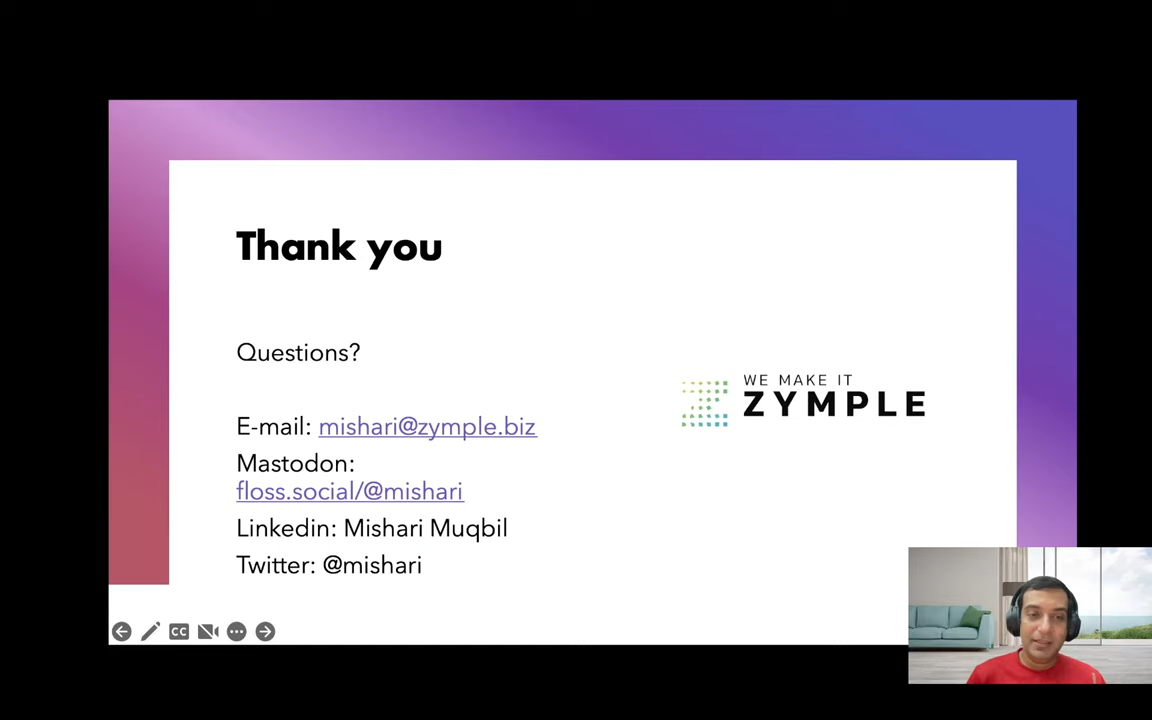 Thank you
Questions?
WE MAKE IT
ZYMPLE
E-mail: mishari@zymple.biz
Mastodon:
floss.social/@mishari
Linkedin: Mishari Muqbil
Twitter: @mishari
CC